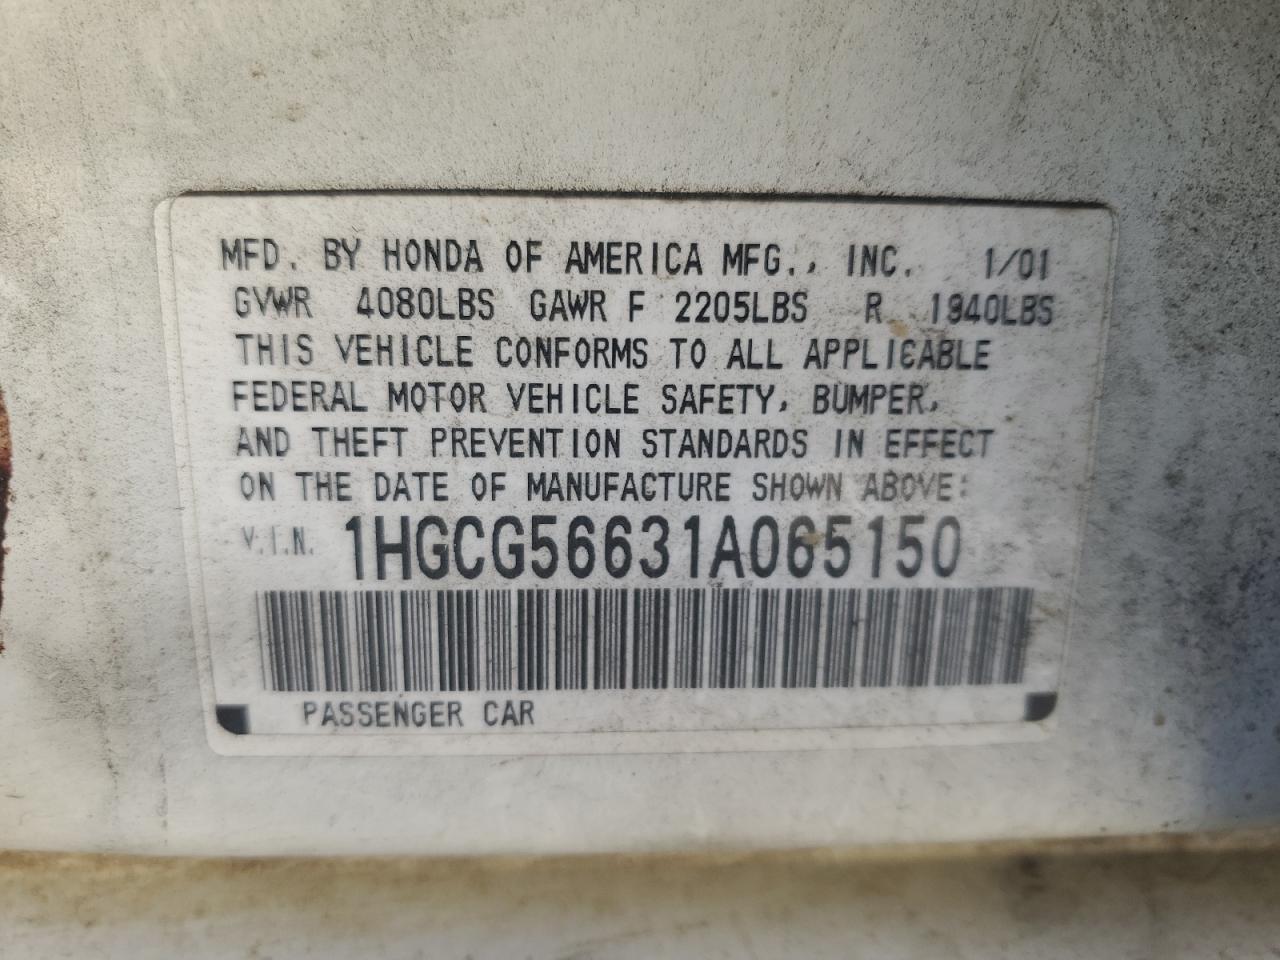 MFD. BY HONDA OF AMERICA MFG., INC. 1/01
GVWR 4080LBS GAWR F 2205LBS R 1940LBS
THIS VEHICLE CONFORMS TO ALL APPLICABLE
FEDERAL MOTOR VEHICLE SAFETY, BUMPER,
AND THEFT PREVENTION STANDARDS IN EFFECT
ON THE DATE OF MANUFACTURE SHOWN ABOVE:
V.I.N. 1HGCG56631A065150
PASSENGER CAR